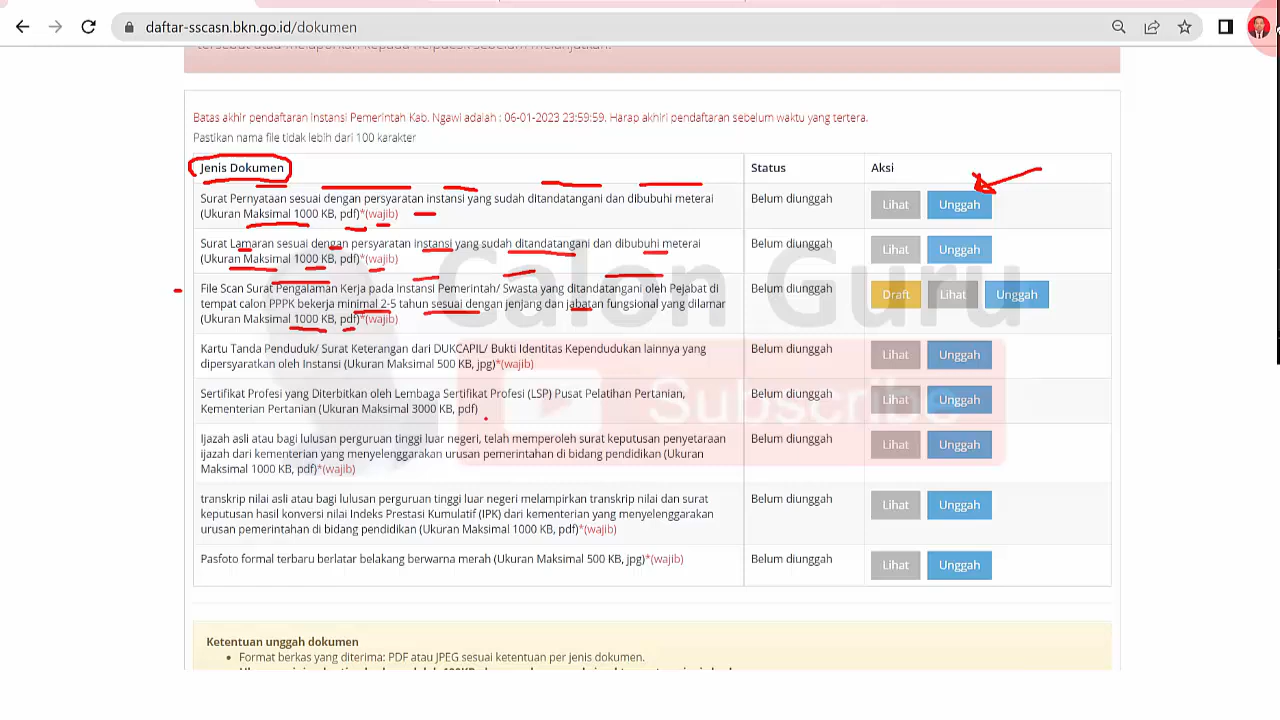 daftar-sscasn.bkn.go.id/dokumen
tersebut atau melaporkan kepada helpdesk sebelum melanjutkan.
Batas akhir pendaftaran instansi Pemerintah Kab. Ngawi adalah : 06-01-2023 23:59:59. Harap akhiri pendaftaran sebelum waktu yang tertera.
Pastikan nama file tidak lebih dari 100 karakter
Jenis Dokumen Status Aksi
Surat Pernyataan sesuai dengan persyaratan instansi yang sudah ditandatangani dan dibubuhi meterai
(Ukuran Maksimal 1000 KB, pdf)*(wajib)
Belum diunggah Lihat Unggah
Surat Lamaran sesuai dengan persyaratan instansi yang sudah ditandatangani dan dibubuhi meterai
(Ukuran Maksimal 1000 KB, pdf)*(wajib)
Belum diunggah Lihat Unggah
File Scan Surat Pengalaman Kerja pada Instansi Pemerintah/ Swasta yang ditandatangani oleh Pejabat di
tempat calon PPPK bekerja minimal 2-5 tahun sesuai dengan jenjang dan jabatan fungsional yang dilamar
(Ukuran Maksimal 1000 KB, pdf)*(wajib)
Belum diunggah Draft Lihat Unggah
Calon Guru
Kartu Tanda Penduduk/ Surat Keterangan dari DUKCAPIL/ Bukti Identitas Kependudukan lainnya yang
dipersyaratkan oleh Instansi (Ukuran Maksimal 500 KB, jpg)*(wajib)
Belum diunggah Lihat Unggah
Sertifikat Profesi yang Diterbitkan oleh Lembaga Sertifikat Profesi (LSP) Pusat Pelatihan Pertanian,
Kementerian Pertanian (Ukuran Maksimal 3000 KB, pdf)
Belum diunggah Lihat Unggah
Subscribe
Ijazah asli atau bagi lulusan perguruan tinggi luar negeri, telah memperoleh surat keputusan penyetaraan
ijazah dari kementerian yang menyelenggarakan urusan pemerintahan di bidang pendidikan (Ukuran
Maksimal 1000 KB, pdf)*(wajib)
Belum diunggah Lihat Unggah
transkrip nilai asli atau bagi lulusan perguruan tinggi luar negeri melampirkan transkrip nilai dan surat
keputusan hasil konversi nilai Indeks Prestasi Kumulatif (IPK) dari kementerian yang menyelenggarakan
urusan pemerintahan di bidang pendidikan (Ukuran Maksimal 1000 KB, pdf)*(wajib)
Belum diunggah Lihat Unggah
Pasfoto formal terbaru berlatar belakang berwarna merah (Ukuran Maksimal 500 KB, jpg)*(wajib)
Belum diunggah Lihat Unggah
Ketentuan unggah dokumen
Format berkas yang diterima: PDF atau JPEG sesuai ketentuan per jenis dokumen.